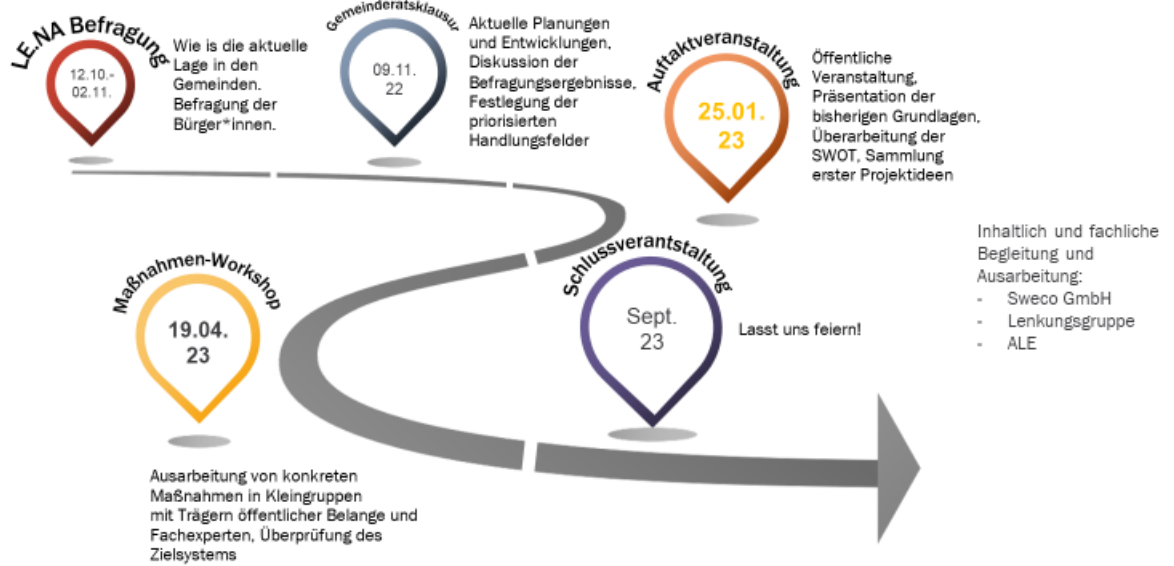 LE.NA Befragung
12.10.-
02.11.
Wie is die aktuelle
Lage in den
Gemeinden.
Befragung der
Bürger*innen.
Gemeinderatsklausur
09.11.
22
Aktuelle Planungen
und Entwicklungen,
Diskussion der
Befragungsergebnisse,
Festlegung der
priorisierten
Handlungsfelder
Auftaktveranstaltung
25.01.
23
Öffentliche
Veranstaltung,
Präsentation der
bisherigen Grundlagen,
Überarbeitung der
SWOT, Sammlung
erster Projektideen
Maßnahmen-Workshop
19.04.
23
Ausarbeitung von konkreten
Maßnahmen in Kleingruppen
mit Trägern öffentlicher Belange und
Fachexperten, Überprüfung des
Zielsystems
Schlussverantstaltung
Sept.
23
Lasst uns feiern!
Inhaltlich und fachliche
Begleitung und
Ausarbeitung:
- Sweco GmbH
- Lenkungsgruppe
- ALE